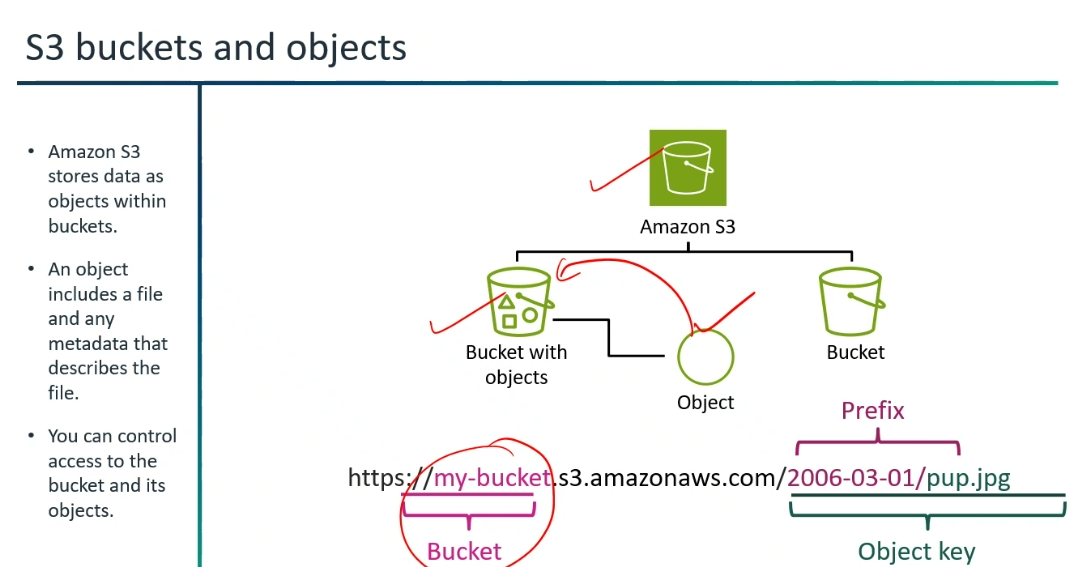 S3 buckets and objects
• Amazon S3
stores data as
objects within
buckets.
• An object
includes a file
and any
metadata that
describes the
file.
• You can control
access to the
bucket and its
objects.
Amazon S3
Bucket with
objects
Object
Bucket
Prefix
https://my-bucket.s3.amazonaws.com/2006-03-01/pup.jpg
Bucket
Object key